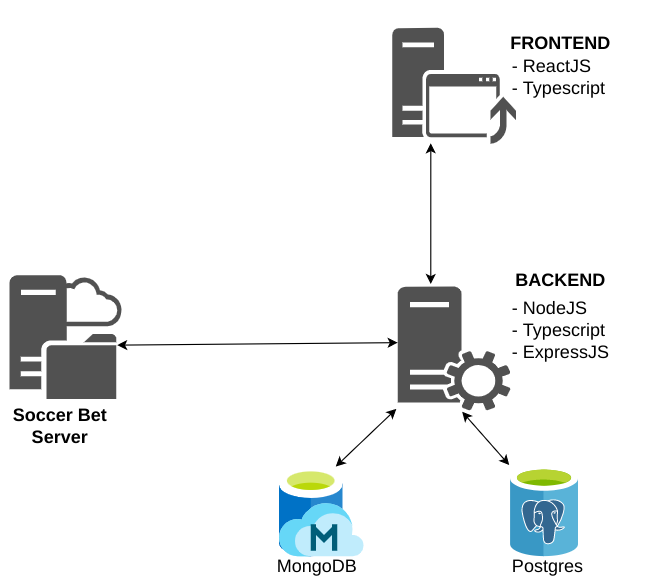 FRONTEND
- ReactJS
- Typescript
BACKEND
- NodeJS
- Typescript
- ExpressJS
Soccer Bet
Server
M
MongoDB
Postgres